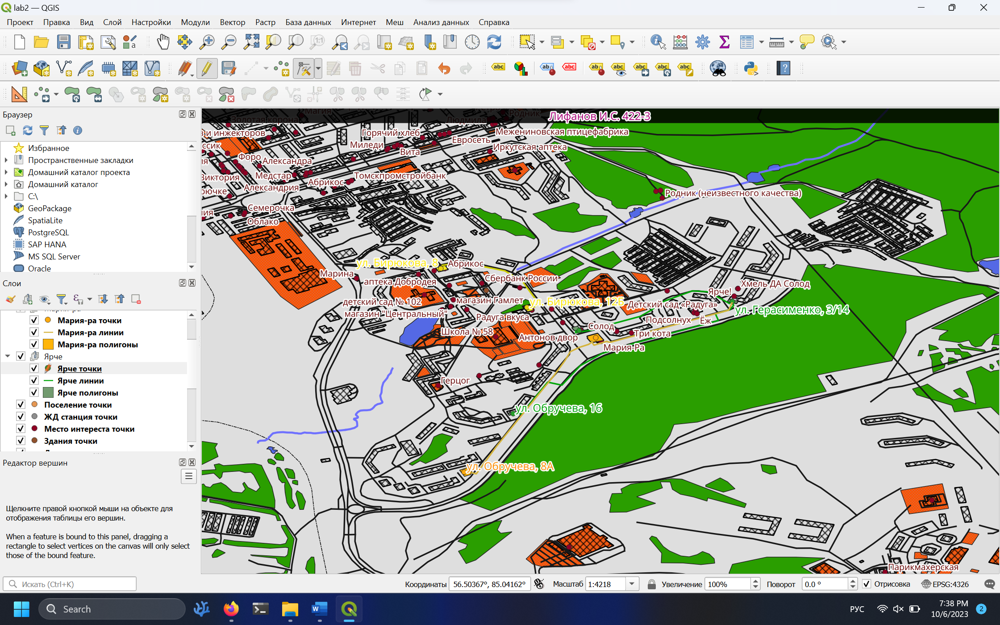 lab2 — QGIS
Проект Правка Вид Слой Настройки Модули Вектор Растр База данных Интернет Меш Анализ данных Справка
Браузер
Избранное
Пространственные закладки
Домашний каталог проекта
Домашний каталог
C:\
GeoPackage
SpatiaLite
PostgreSQL
SAP HANA
MS SQL Server
Oracle
Слои
Мария-ра точки
Мария-ра линии
Мария-ра полигоны
Ярче
Ярче точки
Ярче линии
Ярче полигоны
Поселение точки
ЖД станция точки
Место интереста точки
Здания точки
Редактор вершин
Щелкните правой кнопкой мыши на объекте для
отображения таблицы его вершин.
When a feature is bound to this panel, dragging a
rectangle to select vertices on the canvas will only select
those of the bound feature.
Магия
Родник
Лифанов И.С. 422-3
Золотая корона
Людмила
и инжекторов
Горячий хлеб
Межениновская птицефабрика
Евросеть
ссик
Миледи
Иркутская аптека
Вита
Форо
Александра
ия
Виктория
Медстар
Томскпромстройбанк
Абрикос
Александрия
рючке
Родник (неизвестного качества)
Семерочка
ия
Облако
ул. Бирюкова, 8
Абрикос
Марина
Сбербанк России
аптека Добродея
Хмель ДА Солод
Ярче!
детский сад № 102
магазин Гамлет
ул. Бирюкова, 12Б
Детский сад «Радуга»
ул. Герасименко, 3/14
магазин "Центральный"
Радуга вкуса
Подсолнух
Ёж
Солод
Школа № 58
Антонов двор
Три кота
Мария-Ра
Герцог
ул. Обручева, 16
ул. Обручева, 8А
Парикмахерская
Искать (Ctrl+K)
Координаты 56.50367°, 85.04162° Масштаб 1:4218 Увеличение 100% Поворот 0.0 ° Отрисовка EPSG:4326
Search
РУС
7:38 PM
10/6/2023
2